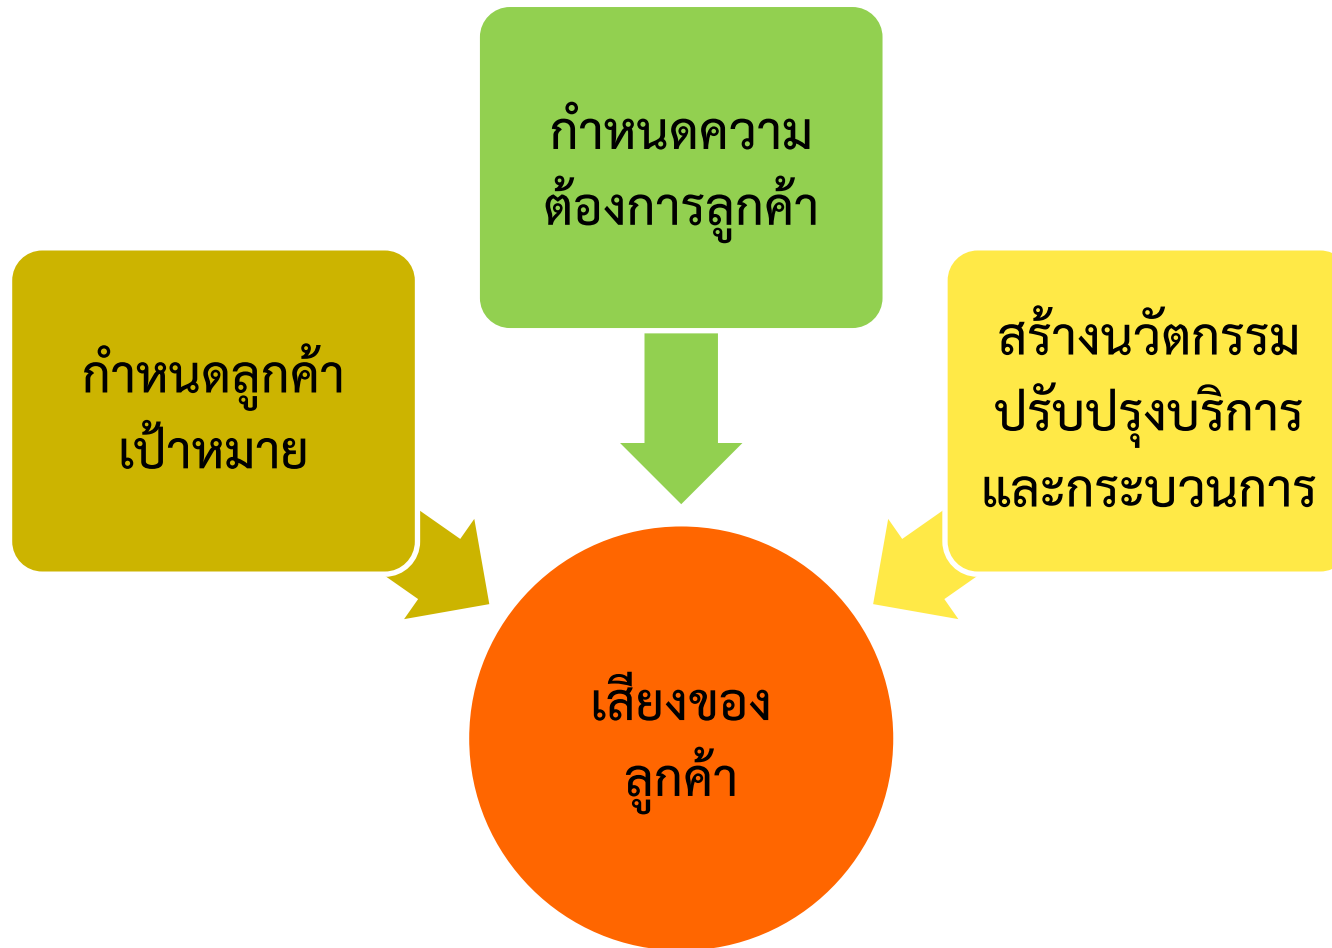 กำหนดความ
ต้องการลูกค้า
กำหนดลูกค้า
เป้าหมาย
สร้างนวัตกรรม
ปรับปรุงบริการ
และกระบวนการ
เสียงของ
ลูกค้า